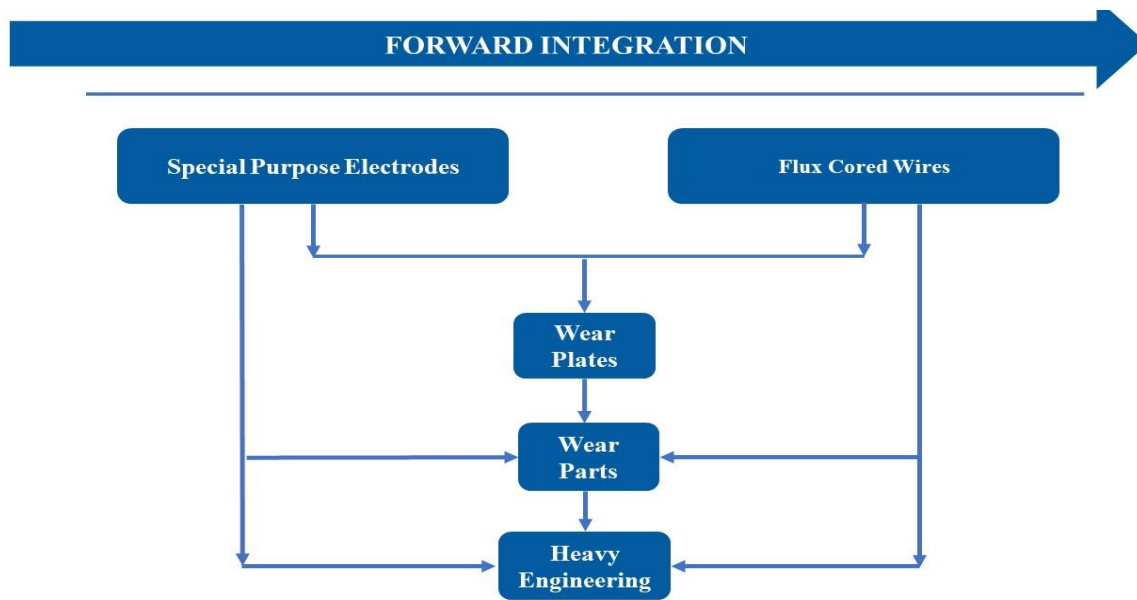 FORWARD INTEGRATION
Special Purpose Electrodes
Flux Cored Wires
Wear
Plates
Wear
Parts
Heavy
Engineering